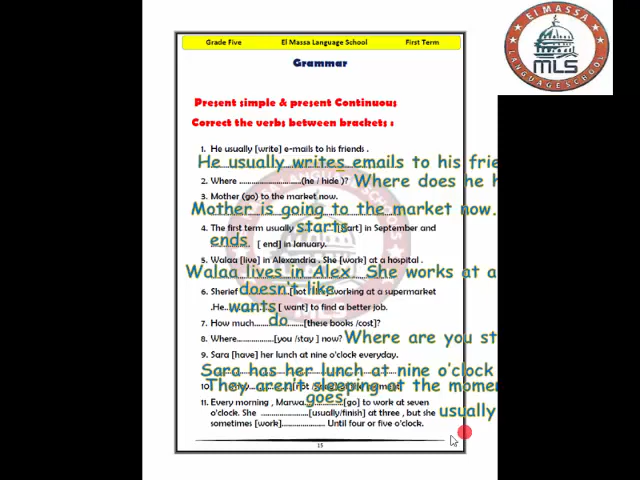 EL MASSA
MLS
LANGUAGE SCHOOL
Grade Five El Massa Language School First Term
Grammar
Present simple & present Continuous
Correct the verbs between brackets :
1. He usually [write] e-mails to his friends .
He usually writes emails to his frie
2. Where ........................(he / hide )? Where does he h
3. Mother (go) to the market now.
Mother is going to the market now.
4. The first term usually starts [start] in September and
ends [ end] in January.
5. Walaa [live] in Alexandria . She [work] at a hospital .
Walaa lives in Alex She works at a
6. Sherief doesn't like [not working at a supermarket
.He.. wants [ want] to find a better job.
7. How much do [these books /cost]?
8. Where................[you /stay ] now? Where are you st
9. Sara [have] her lunch at nine o'clock everyday.
Sara has her lunch at nine o'clock
10 They aren't sleeping at the momen
11. Every morning , Marwa goes [go] to work at seven
o'clock. She ....................[usually/finish] at three , but she usually
sometimes [work].................. Until four or five o'clock.
15